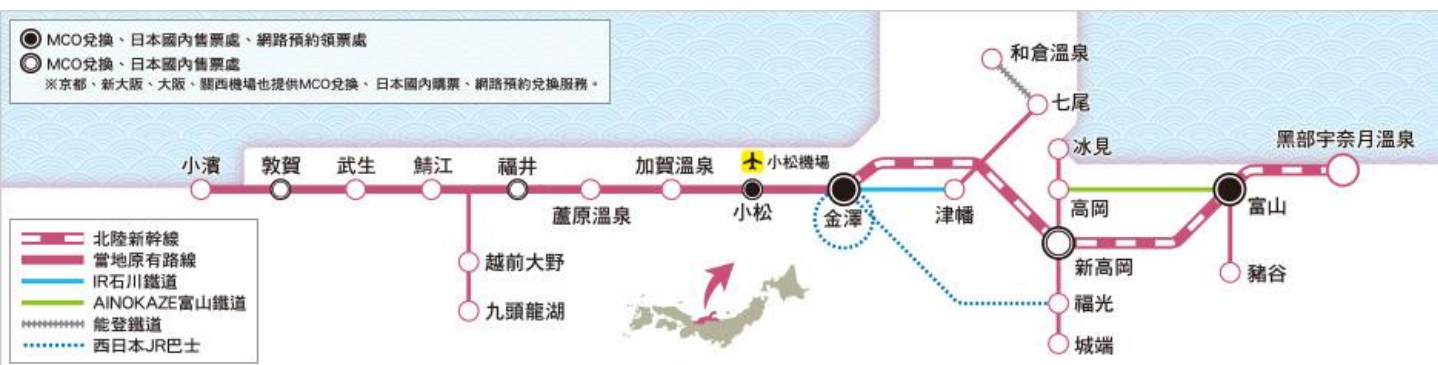 MCO兌換、日本國內售票處、網路預約領票處
MCO兌換、日本國內售票處
※京都、新大阪、大阪、關西機場也提供MCO兌換、 日本國內購票、網路預約兌換服務。
和倉溫泉
七尾
冰見
黑部宇奈月溫泉
小濱
敦賀
武生
鯖江
福井
加賀溫泉
小松機場
蘆原溫泉
小松
金澤
津幡
高岡
富山
新高岡
豬谷
越前大野
九頭龍湖
福光
城端
北陸新幹線
當地原有路線
IR石川鐵道
AINOKAZE富山鐵道
能登鐵道
西日本JR巴士